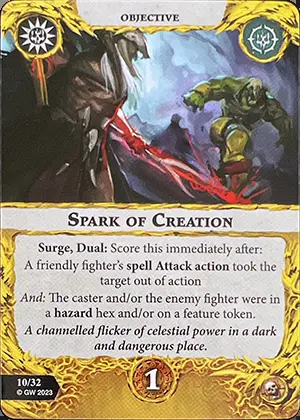 OBJECTIVE
SPARK OF CREATION
Surge, Dual: Score this immediately after:
A friendly fighter's spell Attack action took the
target out of action
And: The caster and/or the enemy fighter were in
a hazard hex and/or on a feature token.
A channelled flicker of celestial power in a dark
and dangerous place.
10/32
© GW 2023
1